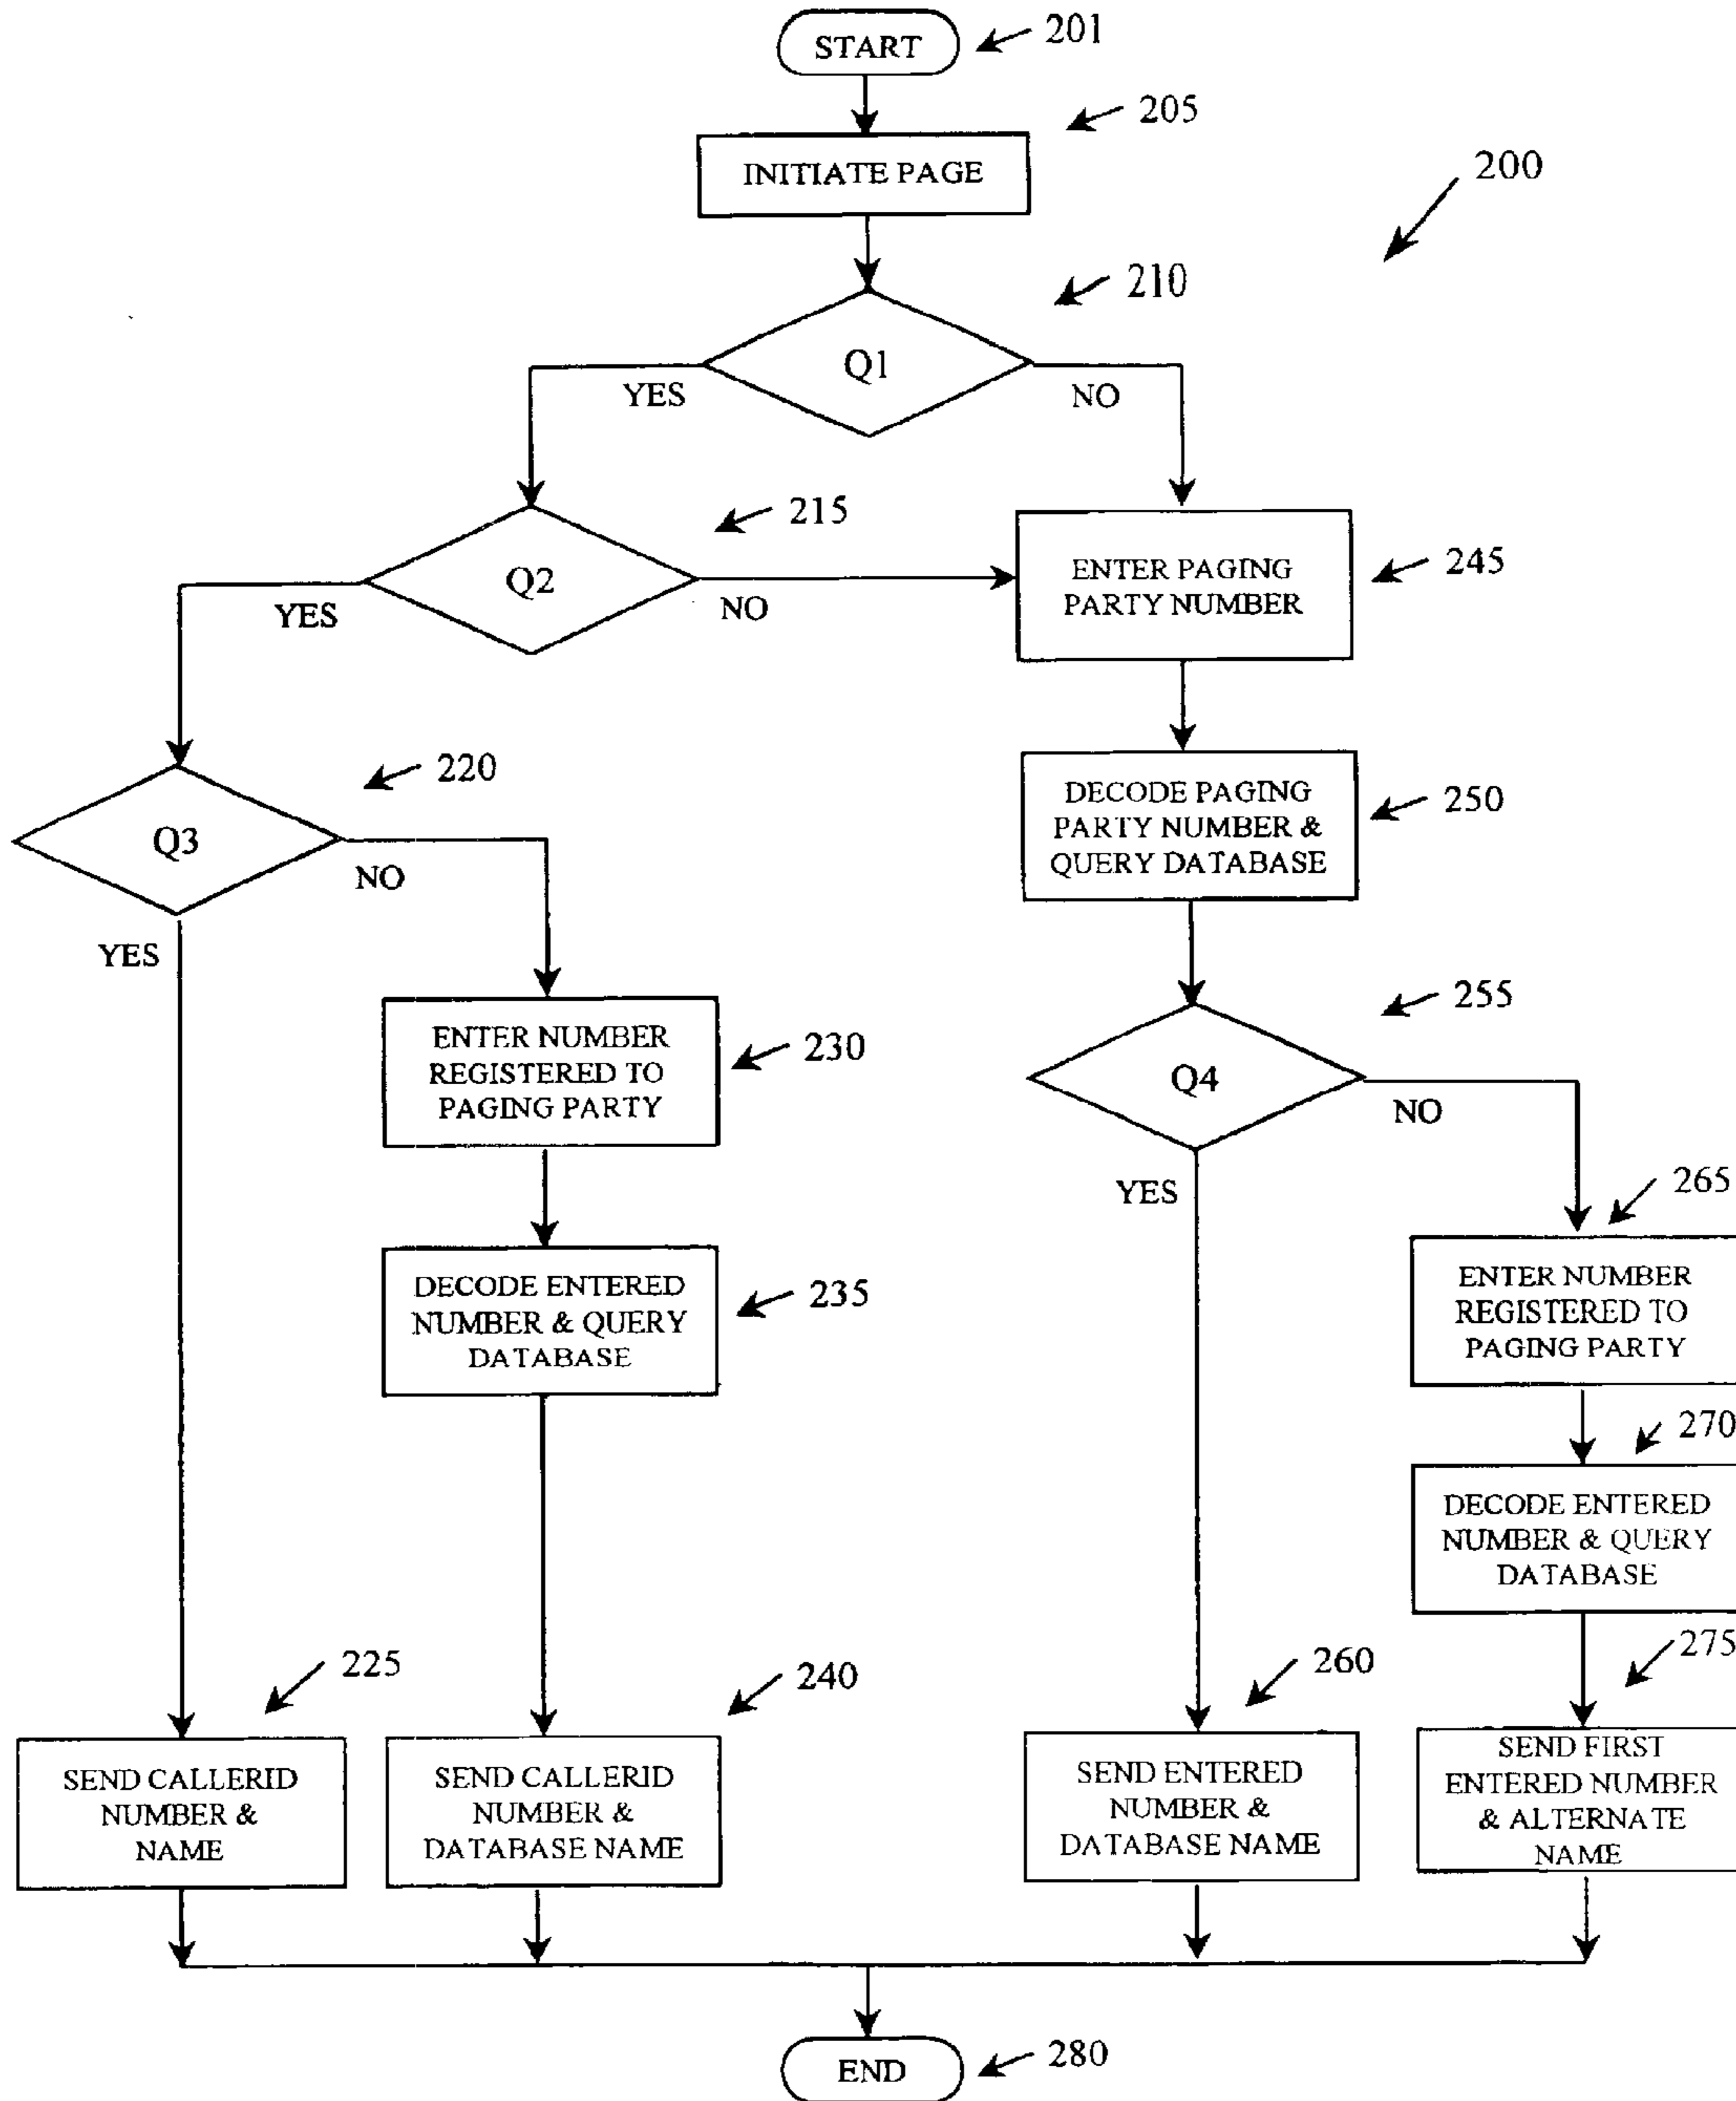 START
201
205
INITIATE PAGE
200
210
Q1
YES
NO
215
Q2
YES
NO
ENTER PAGING
PARTY NUMBER
245
220
Q3
NO
YES
DECODE PAGING
PARTY NUMBER &
QUERY DATABASE
250
255
Q4
NO
YES
ENTER NUMBER
REGISTERED TO
PAGING PARTY
230
265
ENTER NUMBER
REGISTERED TO
PAGING PARTY
DECODE ENTERED
NUMBER & QUERY
DATABASE
235
270
DECODE ENTERED
NUMBER & QUERY
DATABASE
225
240
260
275
SEND CALLERID
NUMBER &
NAME
SEND CALLERID
NUMBER &
DATABASE NAME
SEND ENTERED
NUMBER &
DATABASE NAME
SEND FIRST
ENTERED NUMBER
& ALTERNATE
NAME
END
280